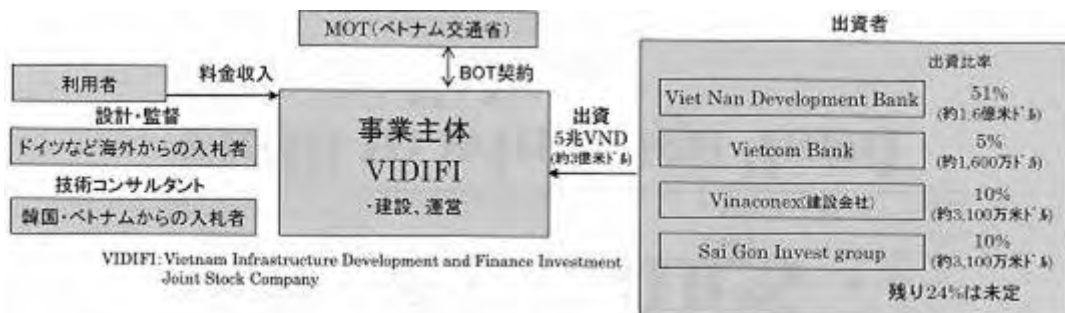 MOT(ベトナム交通省)
BOT契約
利用者
料金収入
設計・監督
ドイツなど海外からの入札者
技術コンサルタント
韓国・ベトナムからの入札者
事業主体
VIDIFI
・建設、運営
出資
5兆VND
(約3億米ドル)
出資者
出資比率
Viet Nan Development Bank
51%
(約1.6億米ドル)
Vietcom Bank
5%
(約1,600万ドル)
Vinaconex(建設会社)
10%
(約3,100万米ドル)
Sai Gon Invest group
10%
(約3,100万米ドル)
残り24%は未定
VIDIFI: Vietnam Infrastructure Development and Finance Investment
Joint Stock Company